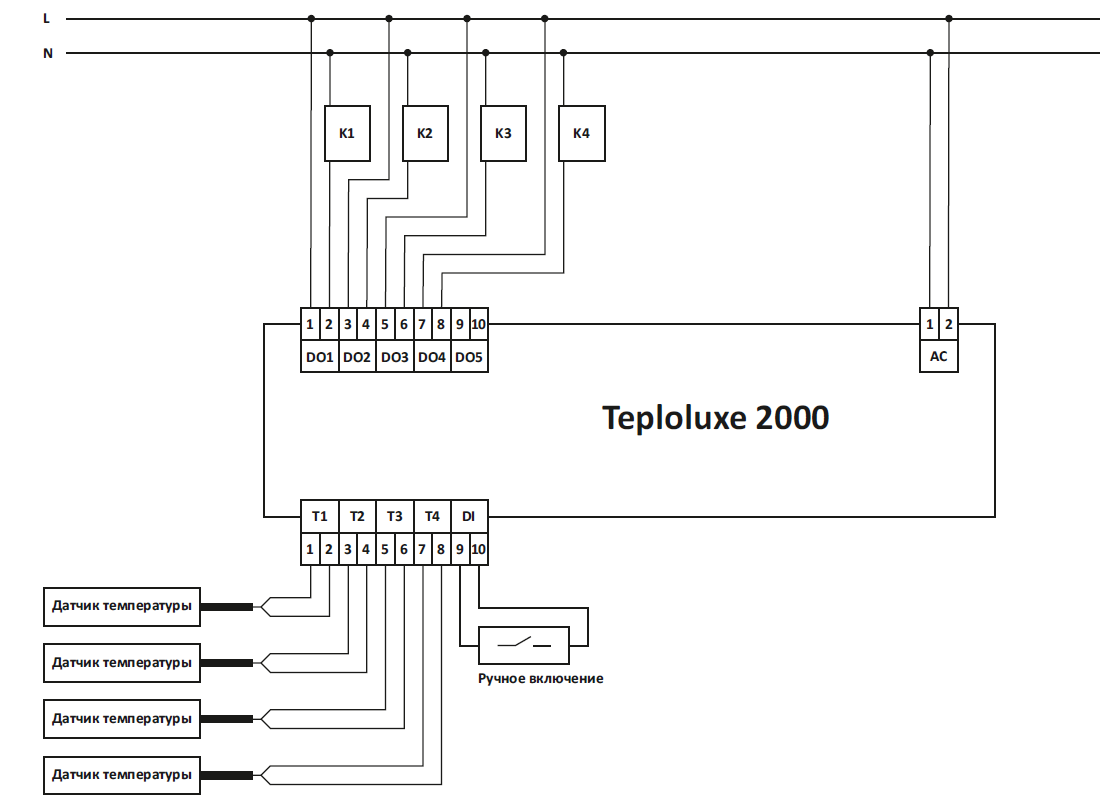 L
N
K1 K2 K3 K4
1 2 3 4 5 6 7 8 9 10 1 2
DO1 DO2 DO3 DO4 DO5 AC
Teploluxe 2000
T1 T2 T3 T4 DI
1 2 3 4 5 6 7 8 9 10
Датчик температуры
Датчик температуры
Ручное включение
Датчик температуры
Датчик температуры